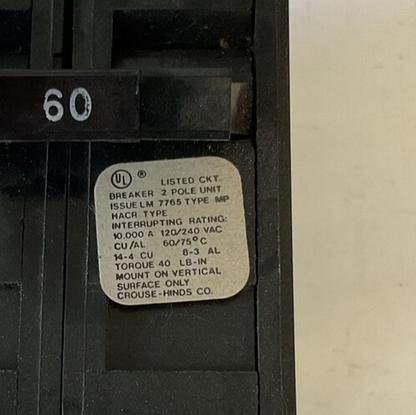 60
UL ® LISTED CKT.
BREAKER 2 POLE UNIT
ISSUE LM 7765 TYPE MP
HACR TYPE
INTERRUPTING RATING:
10,000 A 120/240 VAC
CU/AL 60/75°C
14-4 CU 8-3 AL
TORQUE 40 LB-IN
MOUNT ON VERTICAL
SURFACE ONLY
CROUSE-HINDS CO.